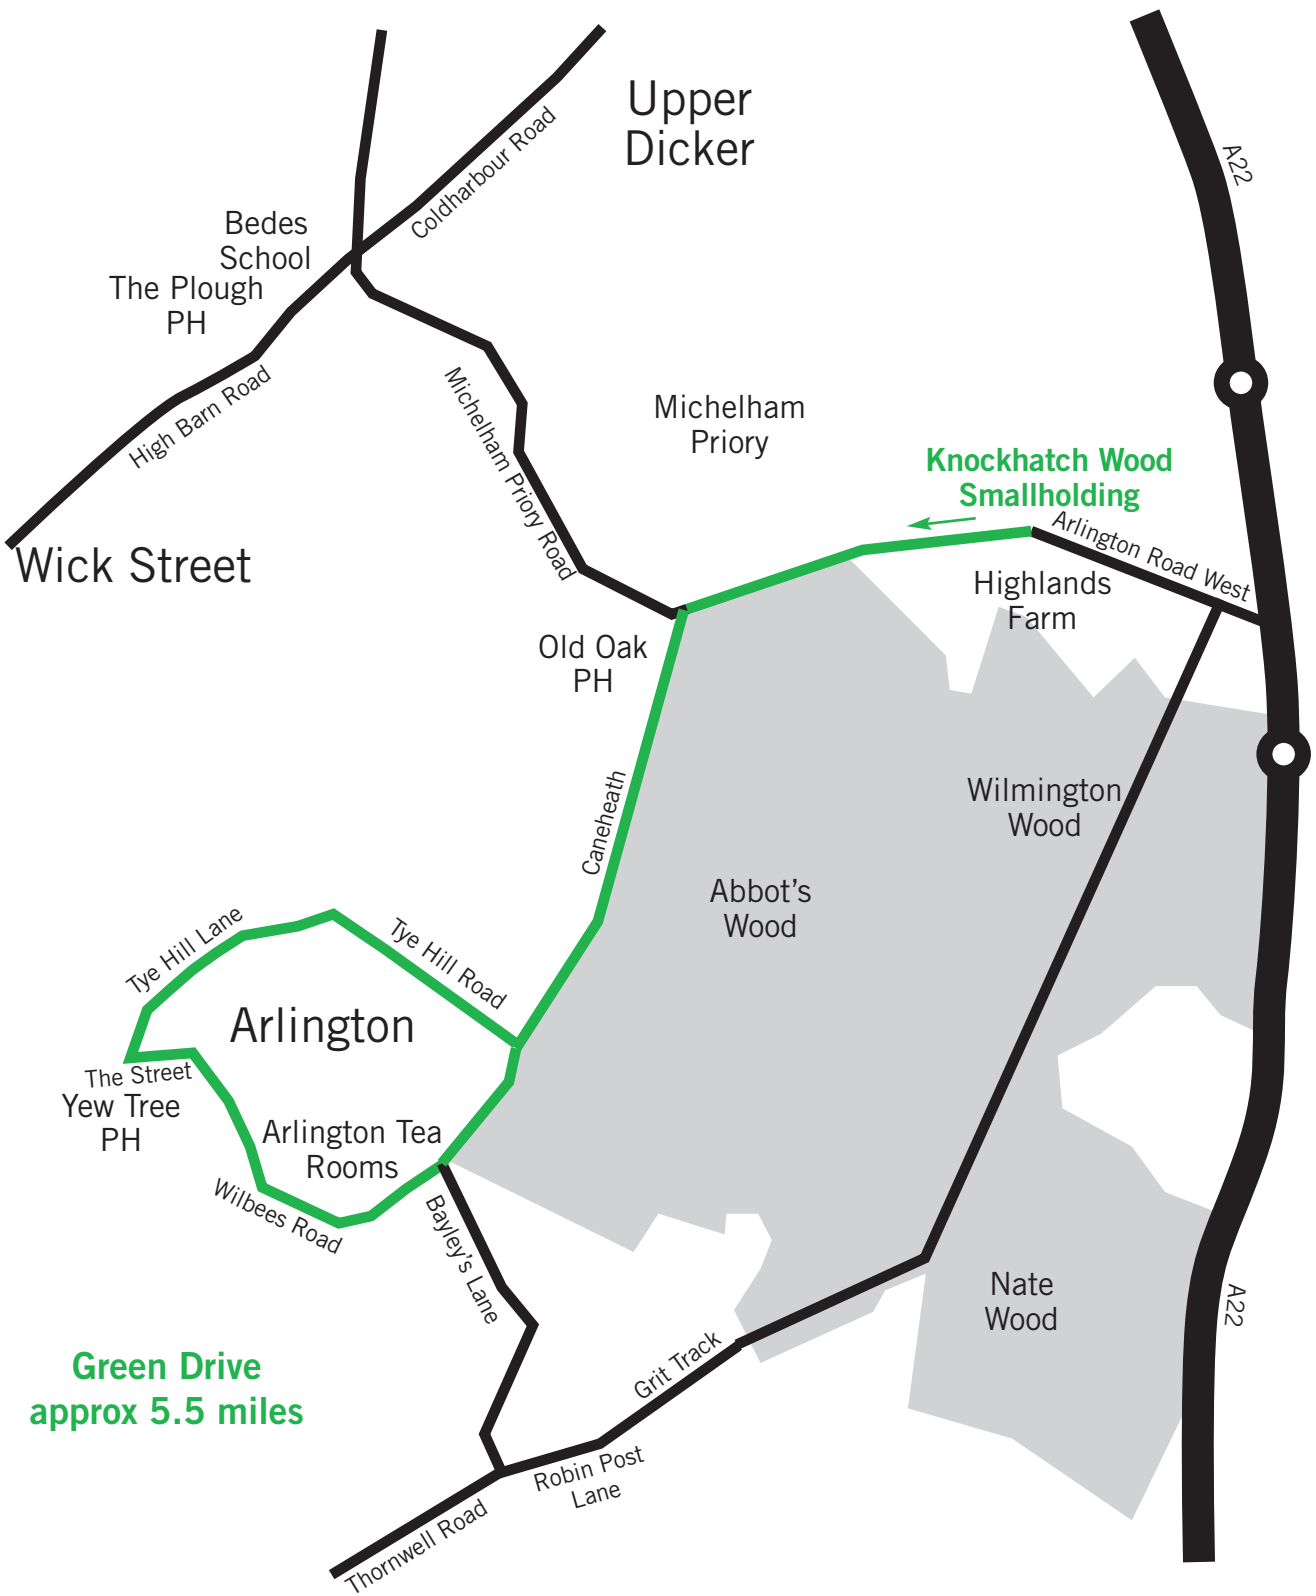 Upper
Dicker
A22
Coldharbour Road
Bedes
School
The Plough
PH
High Barn Road
Michelham Priory Road
Michelham
Priory
Knockhatch Wood
Smallholding
Arlington Road West
Wick Street
Highlands
Farm
Old Oak
PH
Caneheath
Wilmington
Wood
Abbot's
Wood
Tye Hill Lane
Tye Hill Road
Arlington
The Street
Yew Tree
PH
Arlington Tea
Rooms
Wilbees Road
Bayley's Lane
Nate
Wood
A22
Green Drive
approx 5.5 miles
Grit Track
Robin Post
Lane
Thornwell Road